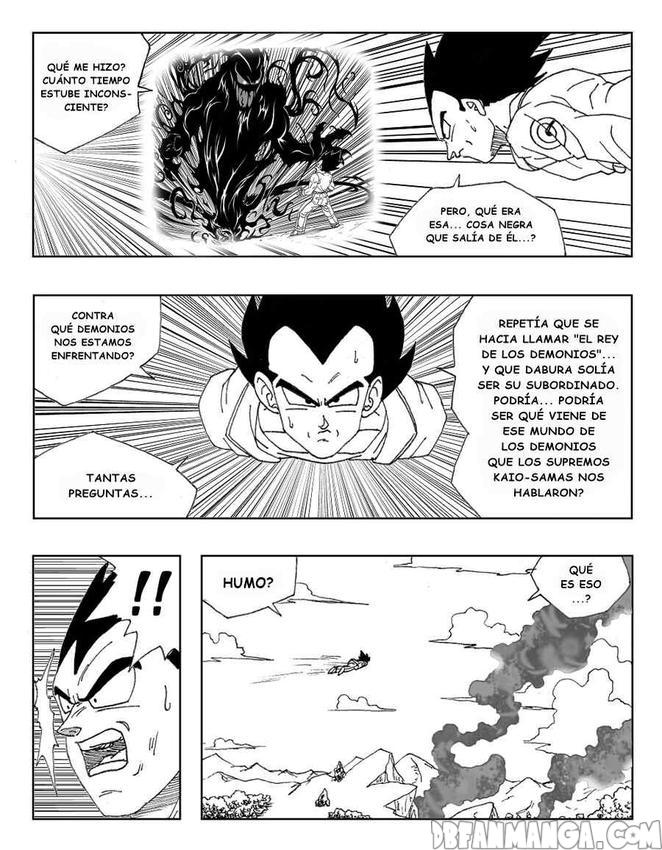 QUÉ ME HIZO?
CUÁNTO TIEMPO
ESTUBE INCONS-
CIENTE?
PERO, QUÉ ERA
ESA... COSA NEGRA
QUE SALÍA DE ÉL...?
CONTRA
QUÉ DEMONIOS
NOS ESTAMOS
ENFRENTANDO?
TANTAS
PREGUNTAS...
REPETÍA QUE SE
HACIA LLAMAR "EL REY
DE LOS DEMONIOS"...
Y QUE DABURA SOLÍA
SER SU SUBORDINADO.
PODRÍA... PODRÍA
SER QUÉ VIENE DE
ESE MUNDO DE
LOS DEMONIOS
QUE LOS SUPREMOS
KAIO-SAMAS NOS
HABLARON?
!!
HUMO?
QUÉ
ES ESO
...?
DBFANMANGA.COM